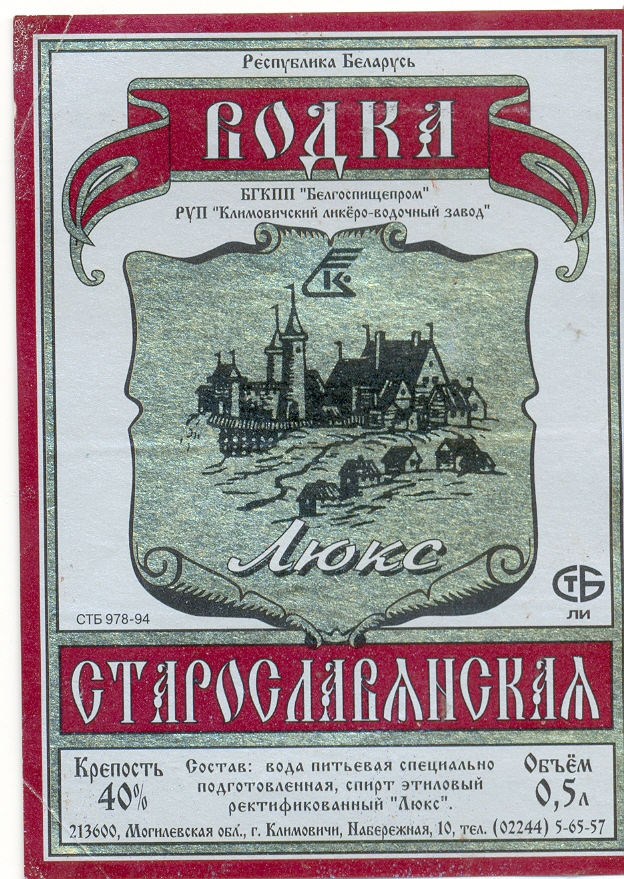 Республика Беларусь
ВОДКА
БГКПП "Белгоспищепром"
РУП "Климовичский ликёро-водочный завод"
К
Люкс
СТБ
ЛИ
СТБ 978-94
СТАРОСЛАВЯНСКАЯ
Крепость
40%
Состав: вода питьевая специально
подготовленная, спирт этиловый
ректификованный "Люкс".
Объём
0,5л
213600, Могилевская обл., г. Климовичи, Набережная, 10, тел. (02244) 5-65-57